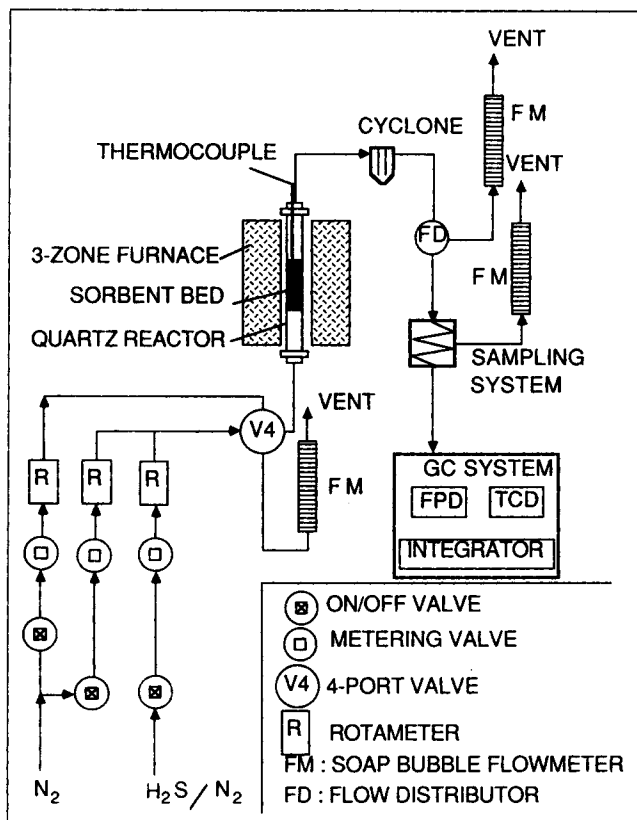 VENT
FM
CYCLONE
VENT
THERMOCOUPLE
FD
3-ZONE FURNACE
FM
SORBENT BED
QUARTZ REACTOR
SAMPLING
SYSTEM
VENT
V4
GC SYSTEM
R R R
FM
FPD TCD
INTEGRATOR
ON/OFF VALVE
METERING VALVE
V4 4-PORT VALVE
R ROTAMETER
FM : SOAP BUBBLE FLOWMETER
N₂ H₂S/N₂
FD : FLOW DISTRIBUTOR